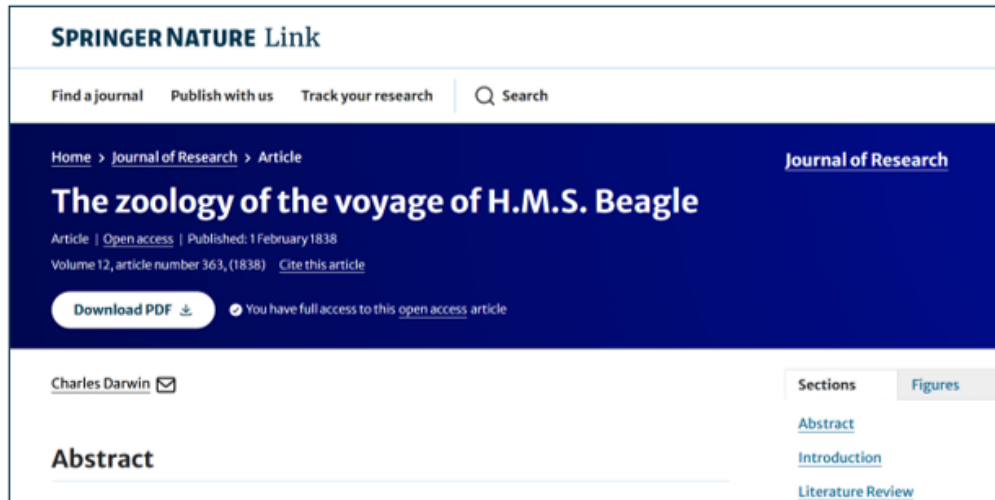 SPRINGER NATURE Link
Find a journal Publish with us Track your research Search
Home > Journal of Research > Article
Journal of Research
The zoology of the voyage of H.M.S. Beagle
Article | Open access | Published: 1 February 1838
Volume 12, article number 363, (1838) Cite this article
Download PDF You have full access to this open access article
Charles Darwin
Sections Figures
Abstract
Introduction
Literature Review
Abstract